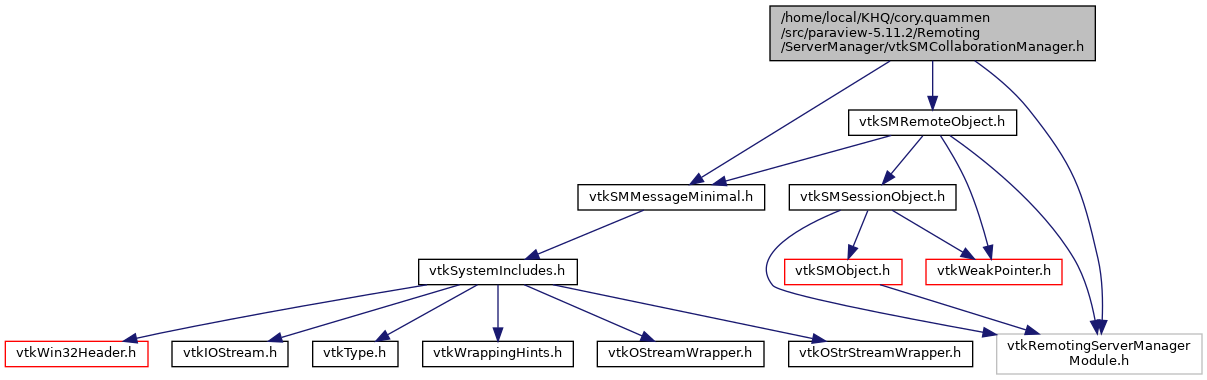 /home/local/KHQ/cory.quammen
/src/paraview-5.11.2/Remoting
/ServerManager/vtkSMCollaborationManager.h
vtkSMRemoteObject.h
vtkSMMessageMinimal.h
vtkSMSessionObject.h
vtkSystemIncludes.h
vtkSMObject.h
vtkWeakPointer.h
vtkWin32Header.h
vtkIOStream.h
vtkType.h
vtkWrappingHints.h
vtkOStreamWrapper.h
vtkOStrStreamWrapper.h
vtkRemotingServerManager
Module.h